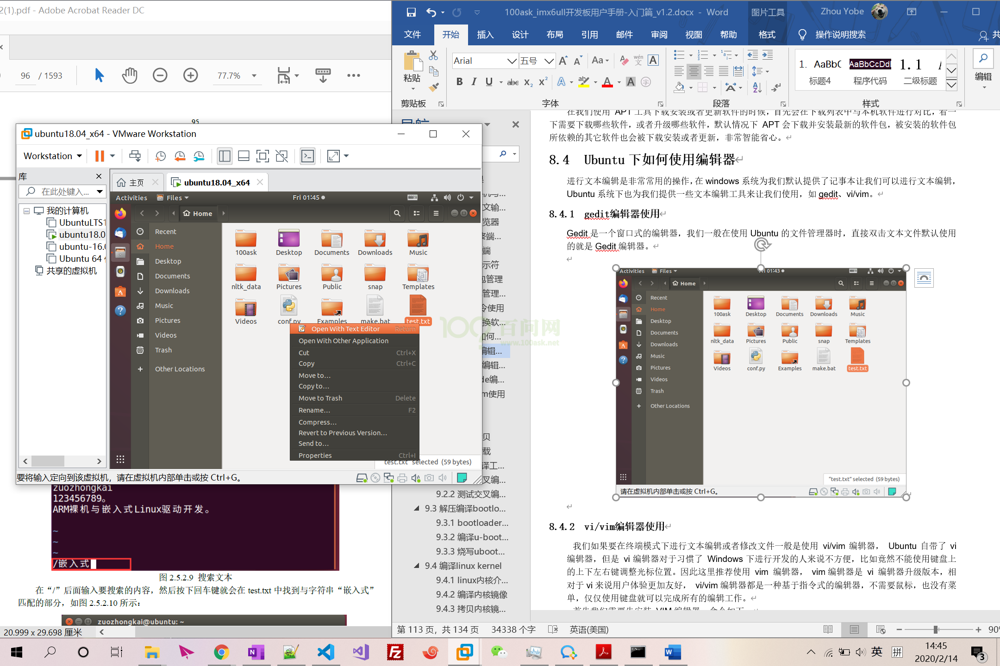 2(1).pdf - Adobe Acrobat Reader DC
96 / 1593
77.7%
95
100ask_imx6ull开发板用户手册-入门篇_v1.2.docx - Word
图片工具
Zhou Yobe
文件 开始 插入 设计 布局 引用 邮件 审阅 视图 帮助 格式 操作说明搜索
粘贴
Arial
五号
剪贴板
字体
段落
样式
编辑
1. AaBbC
AaBbCcDdl
1.1
标题4
程序代码
二级标题
ubuntu18.04_x64 - VMware Workstation
Workstation
库
在此处键入...
我的计算机
UbuntuLTS1
ubuntu18.0
ubuntu-16.0
Ubuntu 64
共享的虚拟机
主页
ubuntu18.04_x64
Activities
Files
Fri 01:45
Home
Recent
Home
Desktop
Documents
Downloads
Music
Pictures
Videos
Trash
Other Locations
100ask
Desktop
Documents
Downloads
Music
nltk_data
Pictures
Public
snap
Templates
Videos
conf.py
Examples
make.bat
test.txt
Open With Text Editor Return
Open With Other Application
Cut Ctrl+X
Copy Ctrl+C
Move to…
Copy to…
Move to Trash Delete
Rename… F2
Compress…
Revert to Previous Version…
Send to…
Properties Ctrl+I
test.txt" selected (59 bytes)
要将输入定向到该虚拟机，请在虚拟机内部单击或按 Ctrl+G。
zuozhongkai
123456789。
ARM裸机与嵌入式Linux驱动开发。
~
~
~
/嵌入式
图 2.5.2.9 搜索文本
在“/”后面输入要搜索的内容，然后按下回车键就会在 test.txt 中找到与字符串“嵌入式”
匹配的部分，如图 2.5.2.10 所示：
zuozhongkai@ubuntu: ~
20.999 x 29.698 厘米
文输...
览器
端
示符
管理
管理...
令使用
换软...
如何...
编辑...
编辑...
de编...
m使用
贝
载
译工...
叉编...
9.2.2 测试交叉编...
9.3 解压编译bootlo...
9.3.1 bootloader...
9.3.2 编译u-boot...
9.3.3 烧写uboot...
9.4 编译linux kernel
9.4.1 linux内核介...
9.4.2 编译内核镜像
9.4.3 拷贝内核镜...
100 百问网
www.100ask.net
在我们使用 APT 工具下载安装或者更新软件的时候，首先会在下载列表中与本机软件进行对比，看一
下需要下载哪些软件，或者升级哪些软件，默认情况下 APT 会下载并安装最新的软件包，被安装的软件包
所依赖的其它软件也会被下载安装或者更新，非常智能省心。
8.4 Ubuntu 下如何使用编辑器
进行文本编辑是非常常用的操作，在 windows 系统为我们默认提供了记事本让我们可以进行文本编辑，
Ubuntu 系统下也为我们提供一些文本编辑工具来让我们使用，如 gedit、vi/vim。
8.4.1 gedit编辑器使用
Gedit 是一个窗口式的编辑器，我们一般在使用 Ubuntu 的文件管理器时，直接双击文本文件默认使用
的就是 Gedit 编辑器。
Activities
Files
Fri 01:43
Home
Recent
Home
Desktop
Documents
Downloads
Music
Pictures
Videos
Trash
Other Locations
100ask
Desktop
Documents
Downloads
Music
nltk_data
Pictures
Public
snap
Templates
Videos
conf.py
Examples
make.bat
test.txt
"test.txt" selected (59 bytes)
请在虚拟机内部单击或按 Ctrl+G。
8.4.2 vi/vim编辑器使用
我们如果要在终端模式下进行文本编辑或者修改文件一般是使用 vi/vim 编辑器， Ubuntu 自带了 vi
编辑器，但是 vi 编辑器对于习惯了 Windows 下进行开发的人来说不方便，比如竟然不能使用键盘上
的上下左右键调整光标位置。因此这里推荐使用 vim 编辑器， vim 编辑器是 vi 编辑器升级版本，相
对于 vi 来说用户体验更加友好， vi/vim 编辑器都是一种基于指令式的编辑器，不需要鼠标，也没有菜
单，仅仅使用键盘就可以完成所有的编辑工作。
首先我们需要先安装 VIM 编辑器，命令如下
第 113 页，共 134 页
34338 个字
英语(美国)
90%
英
拼
14:45
2020/2/14
3